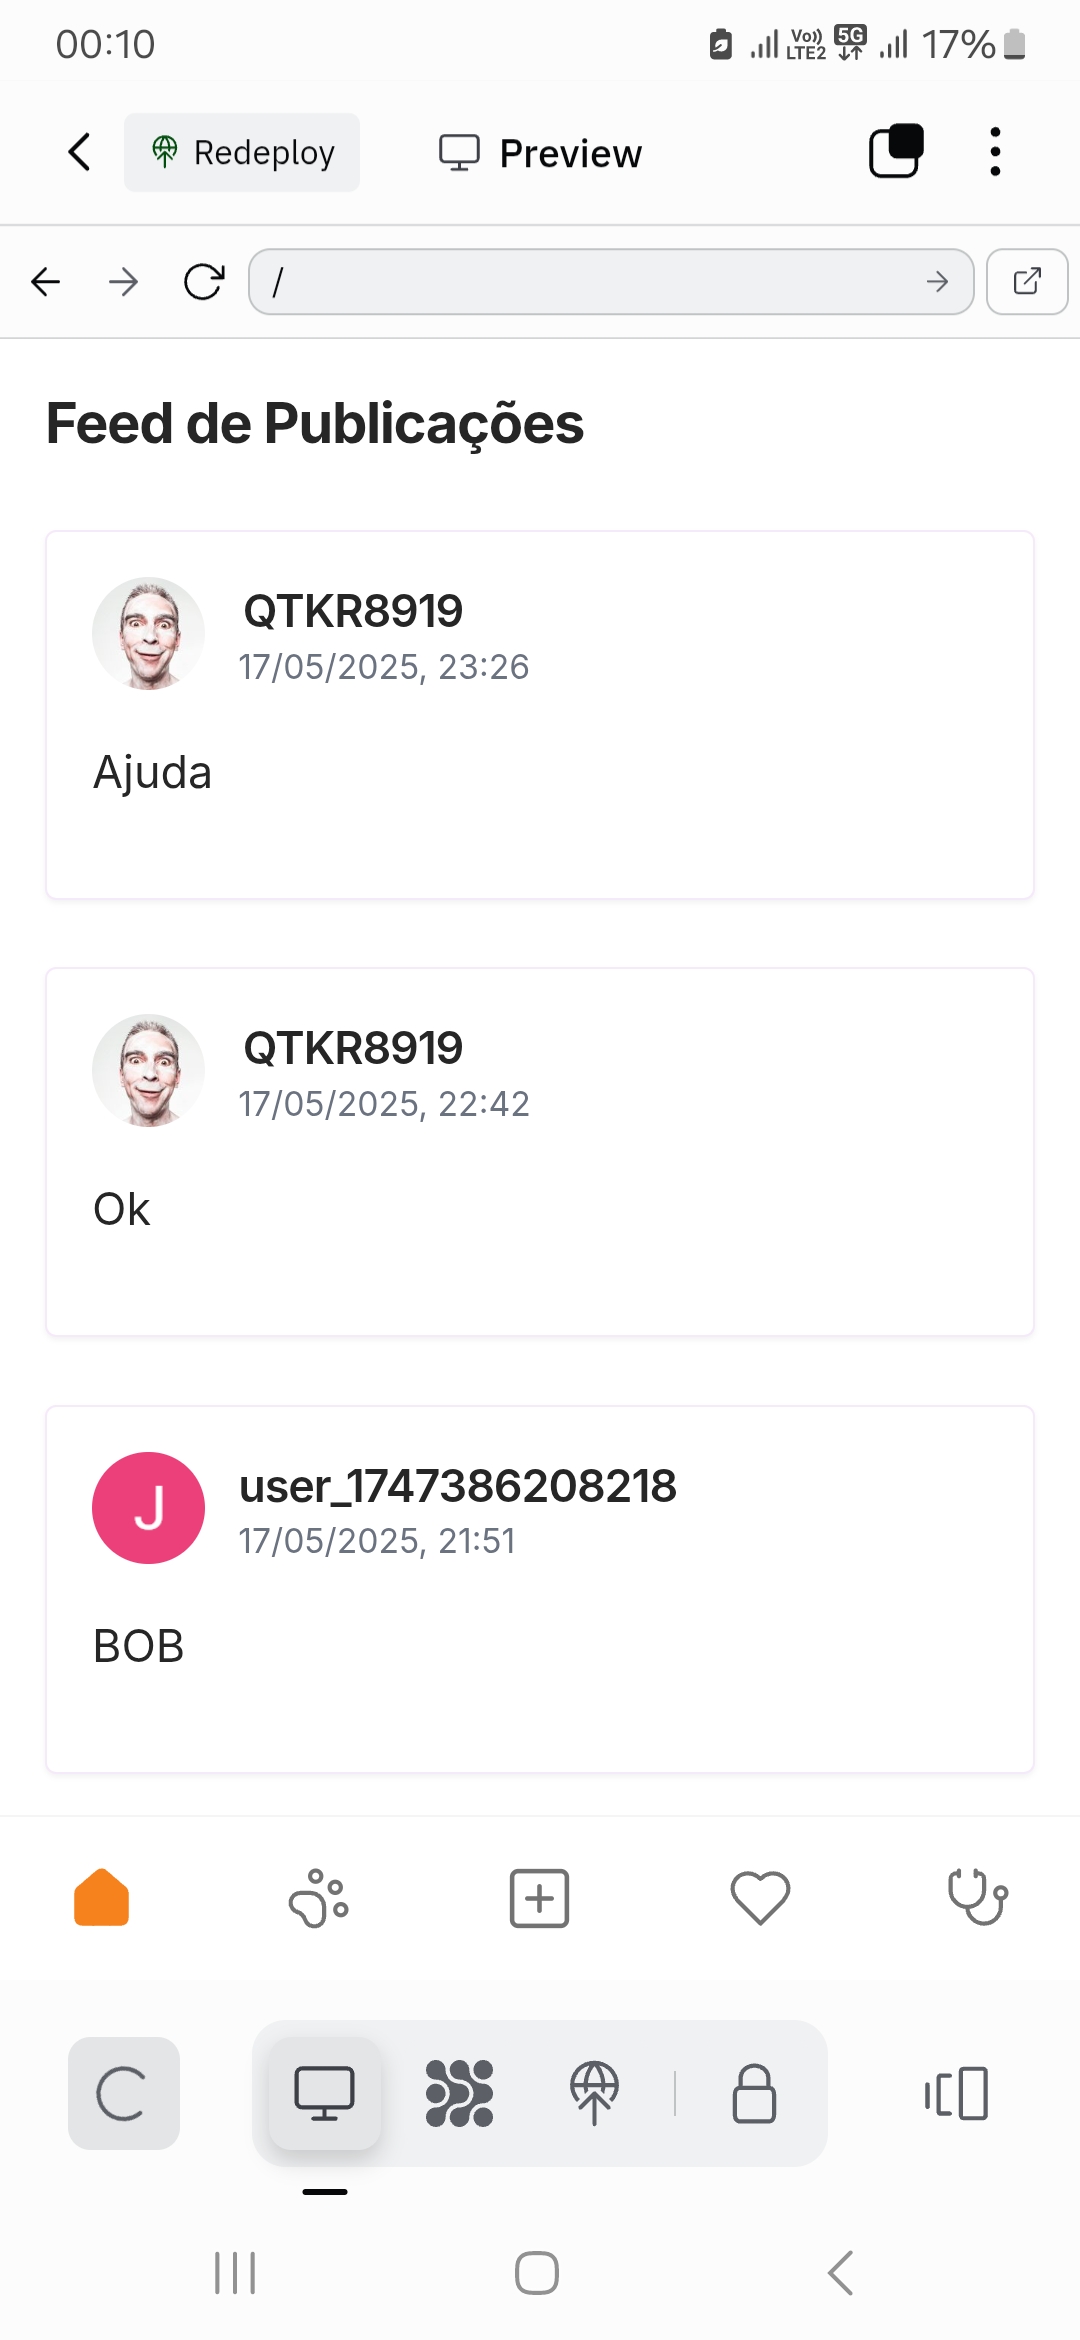 00:10
Vo)) LTE2 5G 17%
Redeploy
Preview
/
Feed de Publicações
QTKR8919
17/05/2025, 23:26
Ajuda
QTKR8919
17/05/2025, 22:42
Ok
J
user_1747386208218
17/05/2025, 21:51
BOB